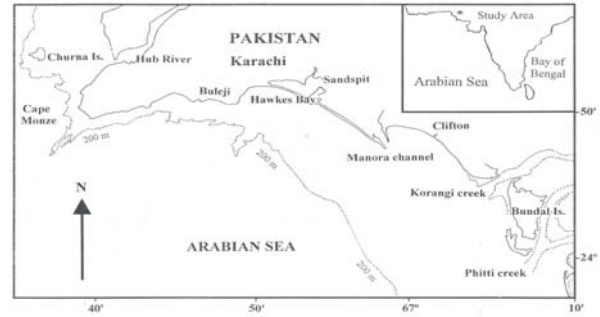 Study Area
PAKISTAN
Churna Is.
Hub River
Karachi
Bay of
Bengal
Sandspit
Arabian Sea
Buleji
Hawkes Bay
Cape
Monze
50'
Clifton
200 m
200 m
Manora channel
N
Korangi creek
Bundal Is.
ARABIAN SEA
24°
200 m
Phitti creek
40'
50'
67°
10'